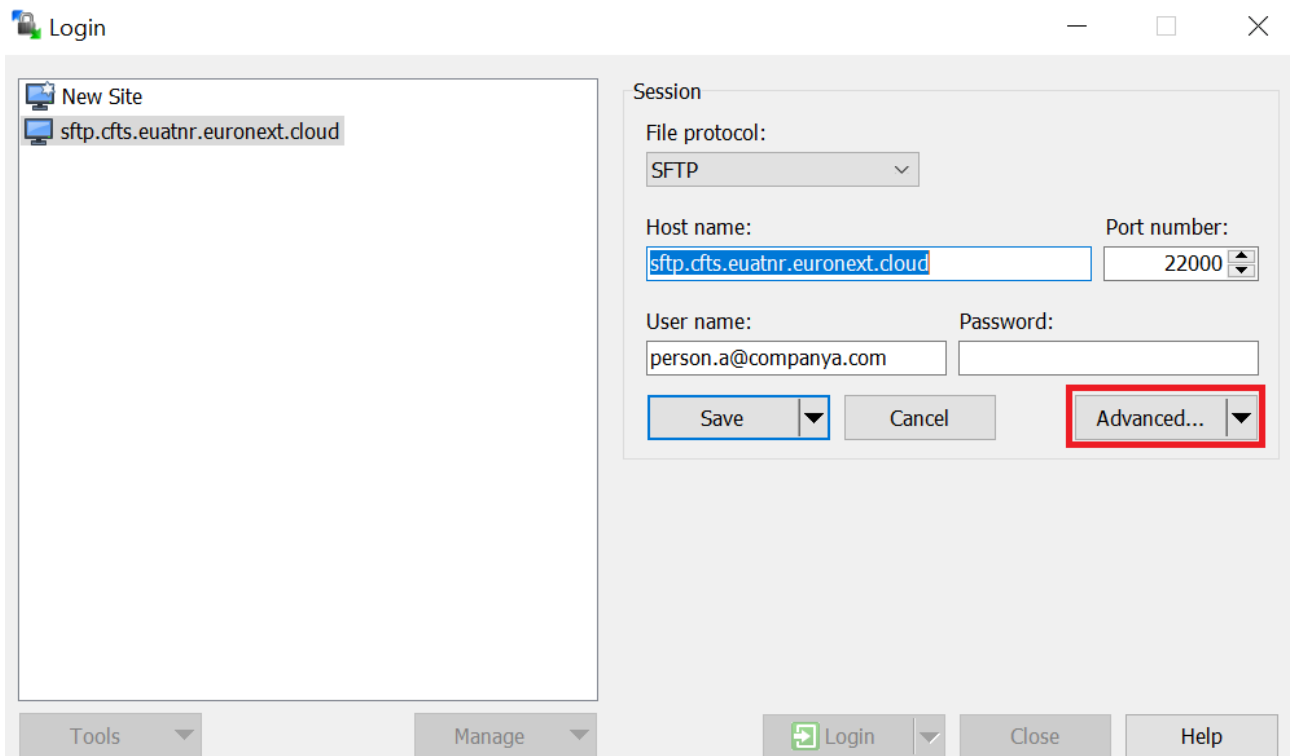 Login
New Site
sftp.cfts.euatnr.euronext.cloud
Session
File protocol:
SFTP
Host name:
Port number:
sftp.cfts.euatnr.euronext.cloud
22000
User name:
Password:
person.a@companya.com
Save
Cancel
Advanced...
Tools
Manage
Login
Close
Help